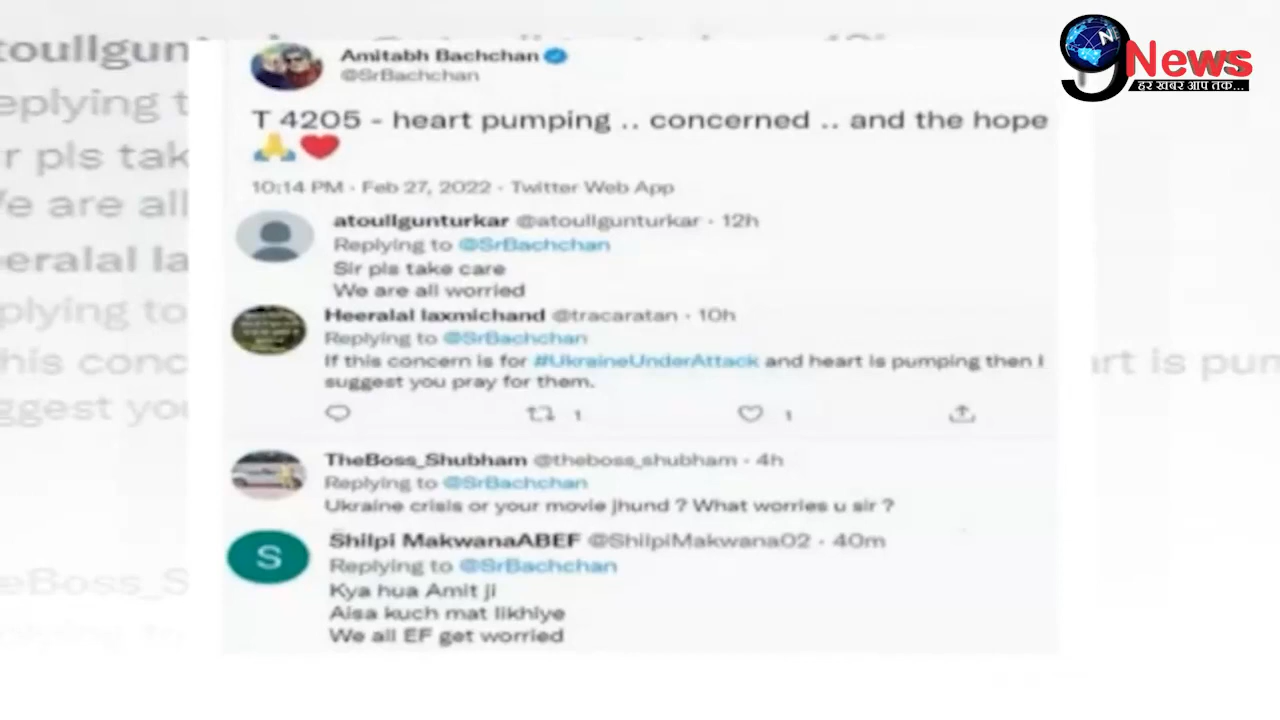 Amitabh Bachchan
@SrBachchan
T 4205 - heart pumping .. concerned .. and the hope
🙏❤️
10:14 PM · Feb 27, 2022 · Twitter Web App
atoullgunturkar @atoullgunturkar · 12h
Replying to @SrBachchan
Sir pls take care
We are all worried
Heeralal laxmichand @tracaratan · 10h
Replying to @SrBachchan
If this concern is for #UkraineUnderAttack and heart is pumping then I
suggest you pray for them.
1 1
TheBoss_Shubham @theboss_shubham · 4h
Replying to @SrBachchan
Ukraine crisis or your movie jhund ? What worries u sir ?
S
Shilpi MakwanaABEF @ShilpiMakwana02 · 40m
Replying to @SrBachchan
Kya hua Amit ji
Aisa kuch mat likhiye
We all EF get worried
9 News
हर खबर आप तक...